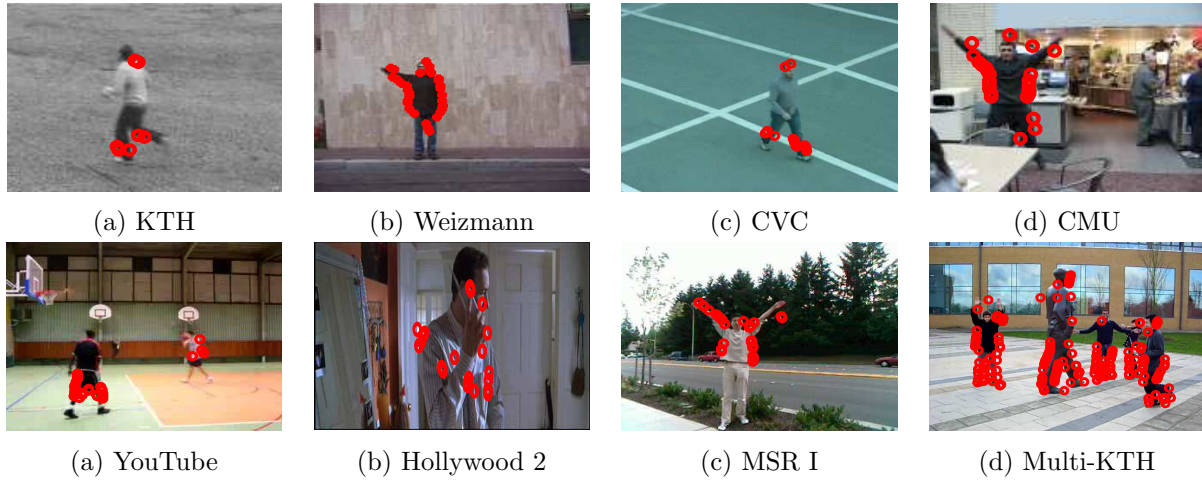 (a) KTH
(b) Weizmann
(c) CVC
(d) CMU
(a) YouTube
(b) Hollywood 2
(c) MSR I
(d) Multi-KTH